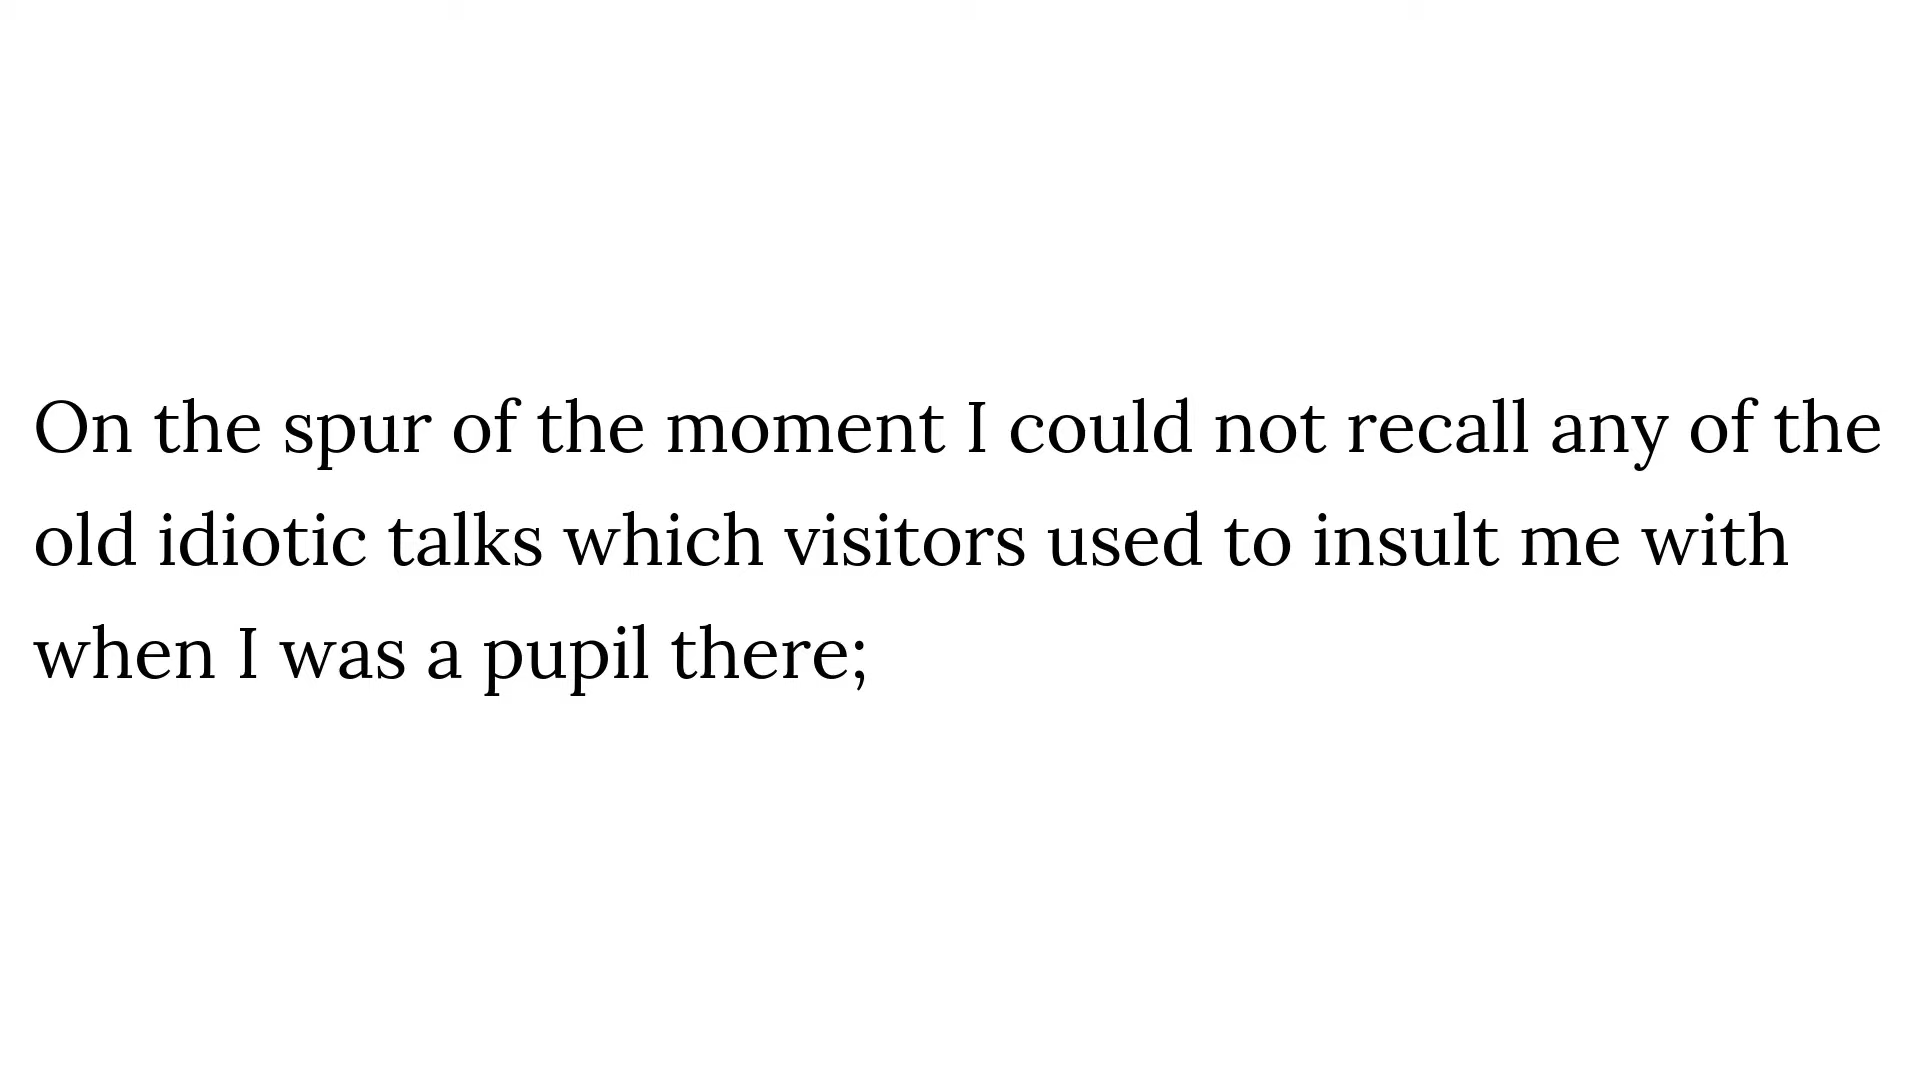 On the spur of the moment I could not recall any of the
old idiotic talks which visitors used to insult me with
when I was a pupil there;